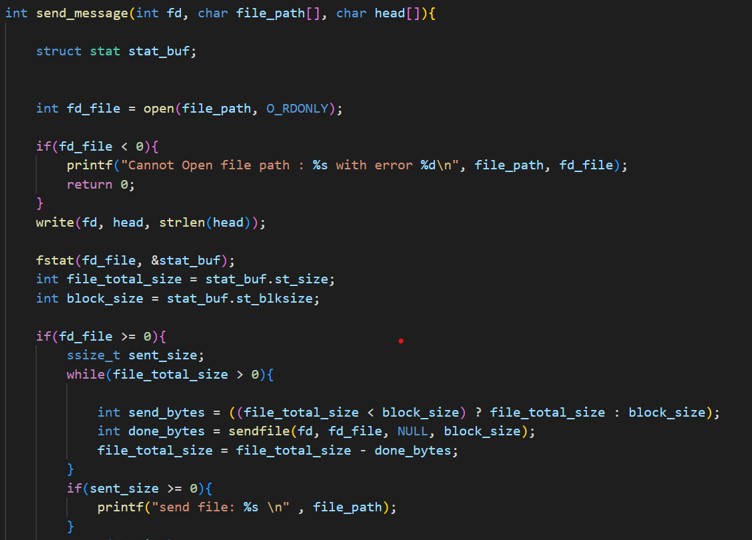 int send_message(int fd, char file_path[], char head[]){
struct stat stat_buf;
int fd_file = open(file_path, O_RDONLY);
if(fd_file < 0){
printf("Cannot Open file path : %s with error %d\n", file_path, fd_file);
return 0;
}
write(fd, head, strlen(head));
fstat(fd_file, &stat_buf);
int file_total_size = stat_buf.st_size;
int block_size = stat_buf.st_blksize;
if(fd_file >= 0){
ssize_t sent_size;
while(file_total_size > 0){
int send_bytes = ((file_total_size < block_size) ? file_total_size : block_size);
int done_bytes = sendfile(fd, fd_file, NULL, block_size);
file_total_size = file_total_size - done_bytes;
}
if(sent_size >= 0){
printf("send file: %s \n" , file_path);
}